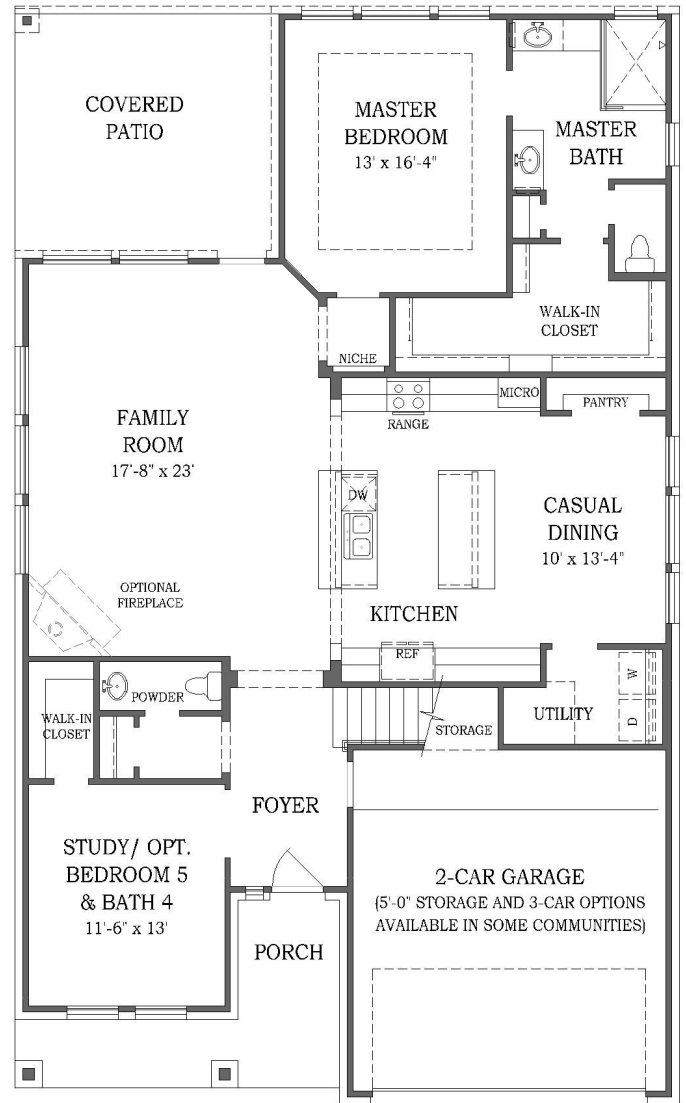 COVERED
PATIO
MASTER
BEDROOM
13' x 16'-4"
MASTER
BATH
WALK-IN
CLOSET
NICHE
MICRO
PANTRY
RANGE
FAMILY
ROOM
17'-8" x 23'
DW
CASUAL
DINING
10' x 13'-4"
OPTIONAL
FIREPLACE
KITCHEN
REF
W
D
UTILITY
STORAGE
POWDER
WALK-IN
CLOSET
FOYER
STUDY/ OPT.
BEDROOM 5
& BATH 4
11'-6" x 13'
2-CAR GARAGE
(5'-0" STORAGE AND 3-CAR OPTIONS
AVAILABLE IN SOME COMMUNITIES)
PORCH